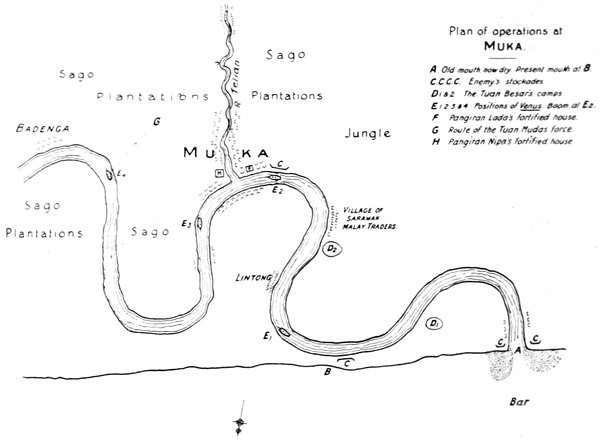 Plan of operations at
MUKA.
A Old mouth now dry. Present mouth at B.
C.C.C.C. Enemy's stockades
D1&2 The Tuan Besar's camps
E1 2 3 & 4 Positions of Venus. Boom at E2.
F Pangiran Lada's fortified house.
G Route of the Tuan Muda's force
H Pangiran Nipa's fortified house
Sago
Plantations
G
R. Telian
Sago
Plantations
Jungle
BADENGA
MUKA
H
F
C
E4
E2
E3
Sago
Plantations
Sago
VILLAGE OF
SARAWAK
MALAY TRADERS
D2
LINTONG
E1
D1
C
B
C
A
C
Bar